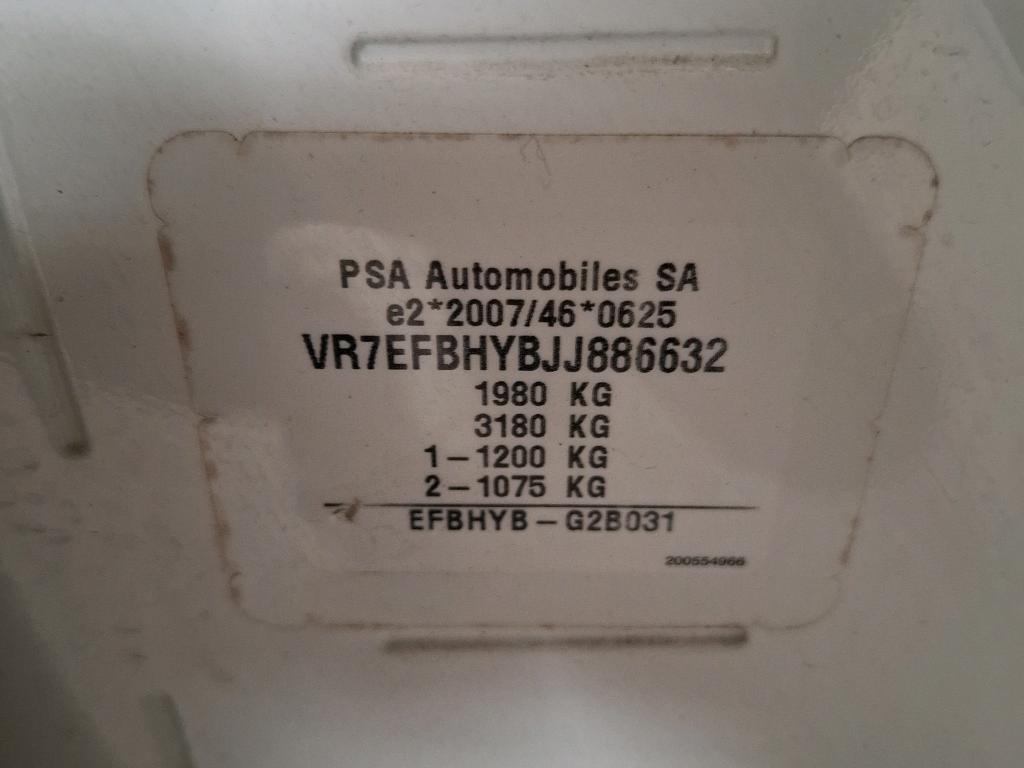 PSA Automobiles SA
e2*2007/46*0625
VR7EFBHYBJJ886632
1980 KG
3180 KG
1-1200 KG
2-1075 KG
EFBHYB-G2B031
200554966